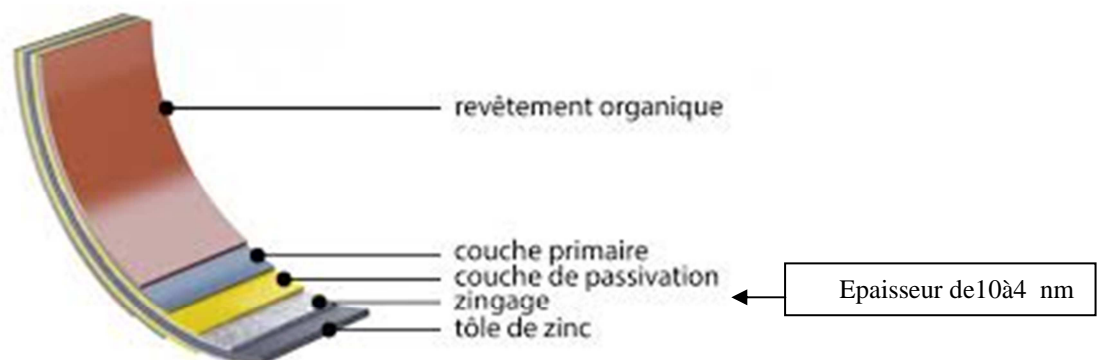 revêtement organique
couche primaire
couche de passivation
zingage
tôle de zinc
Epaisseur de10à4 nm